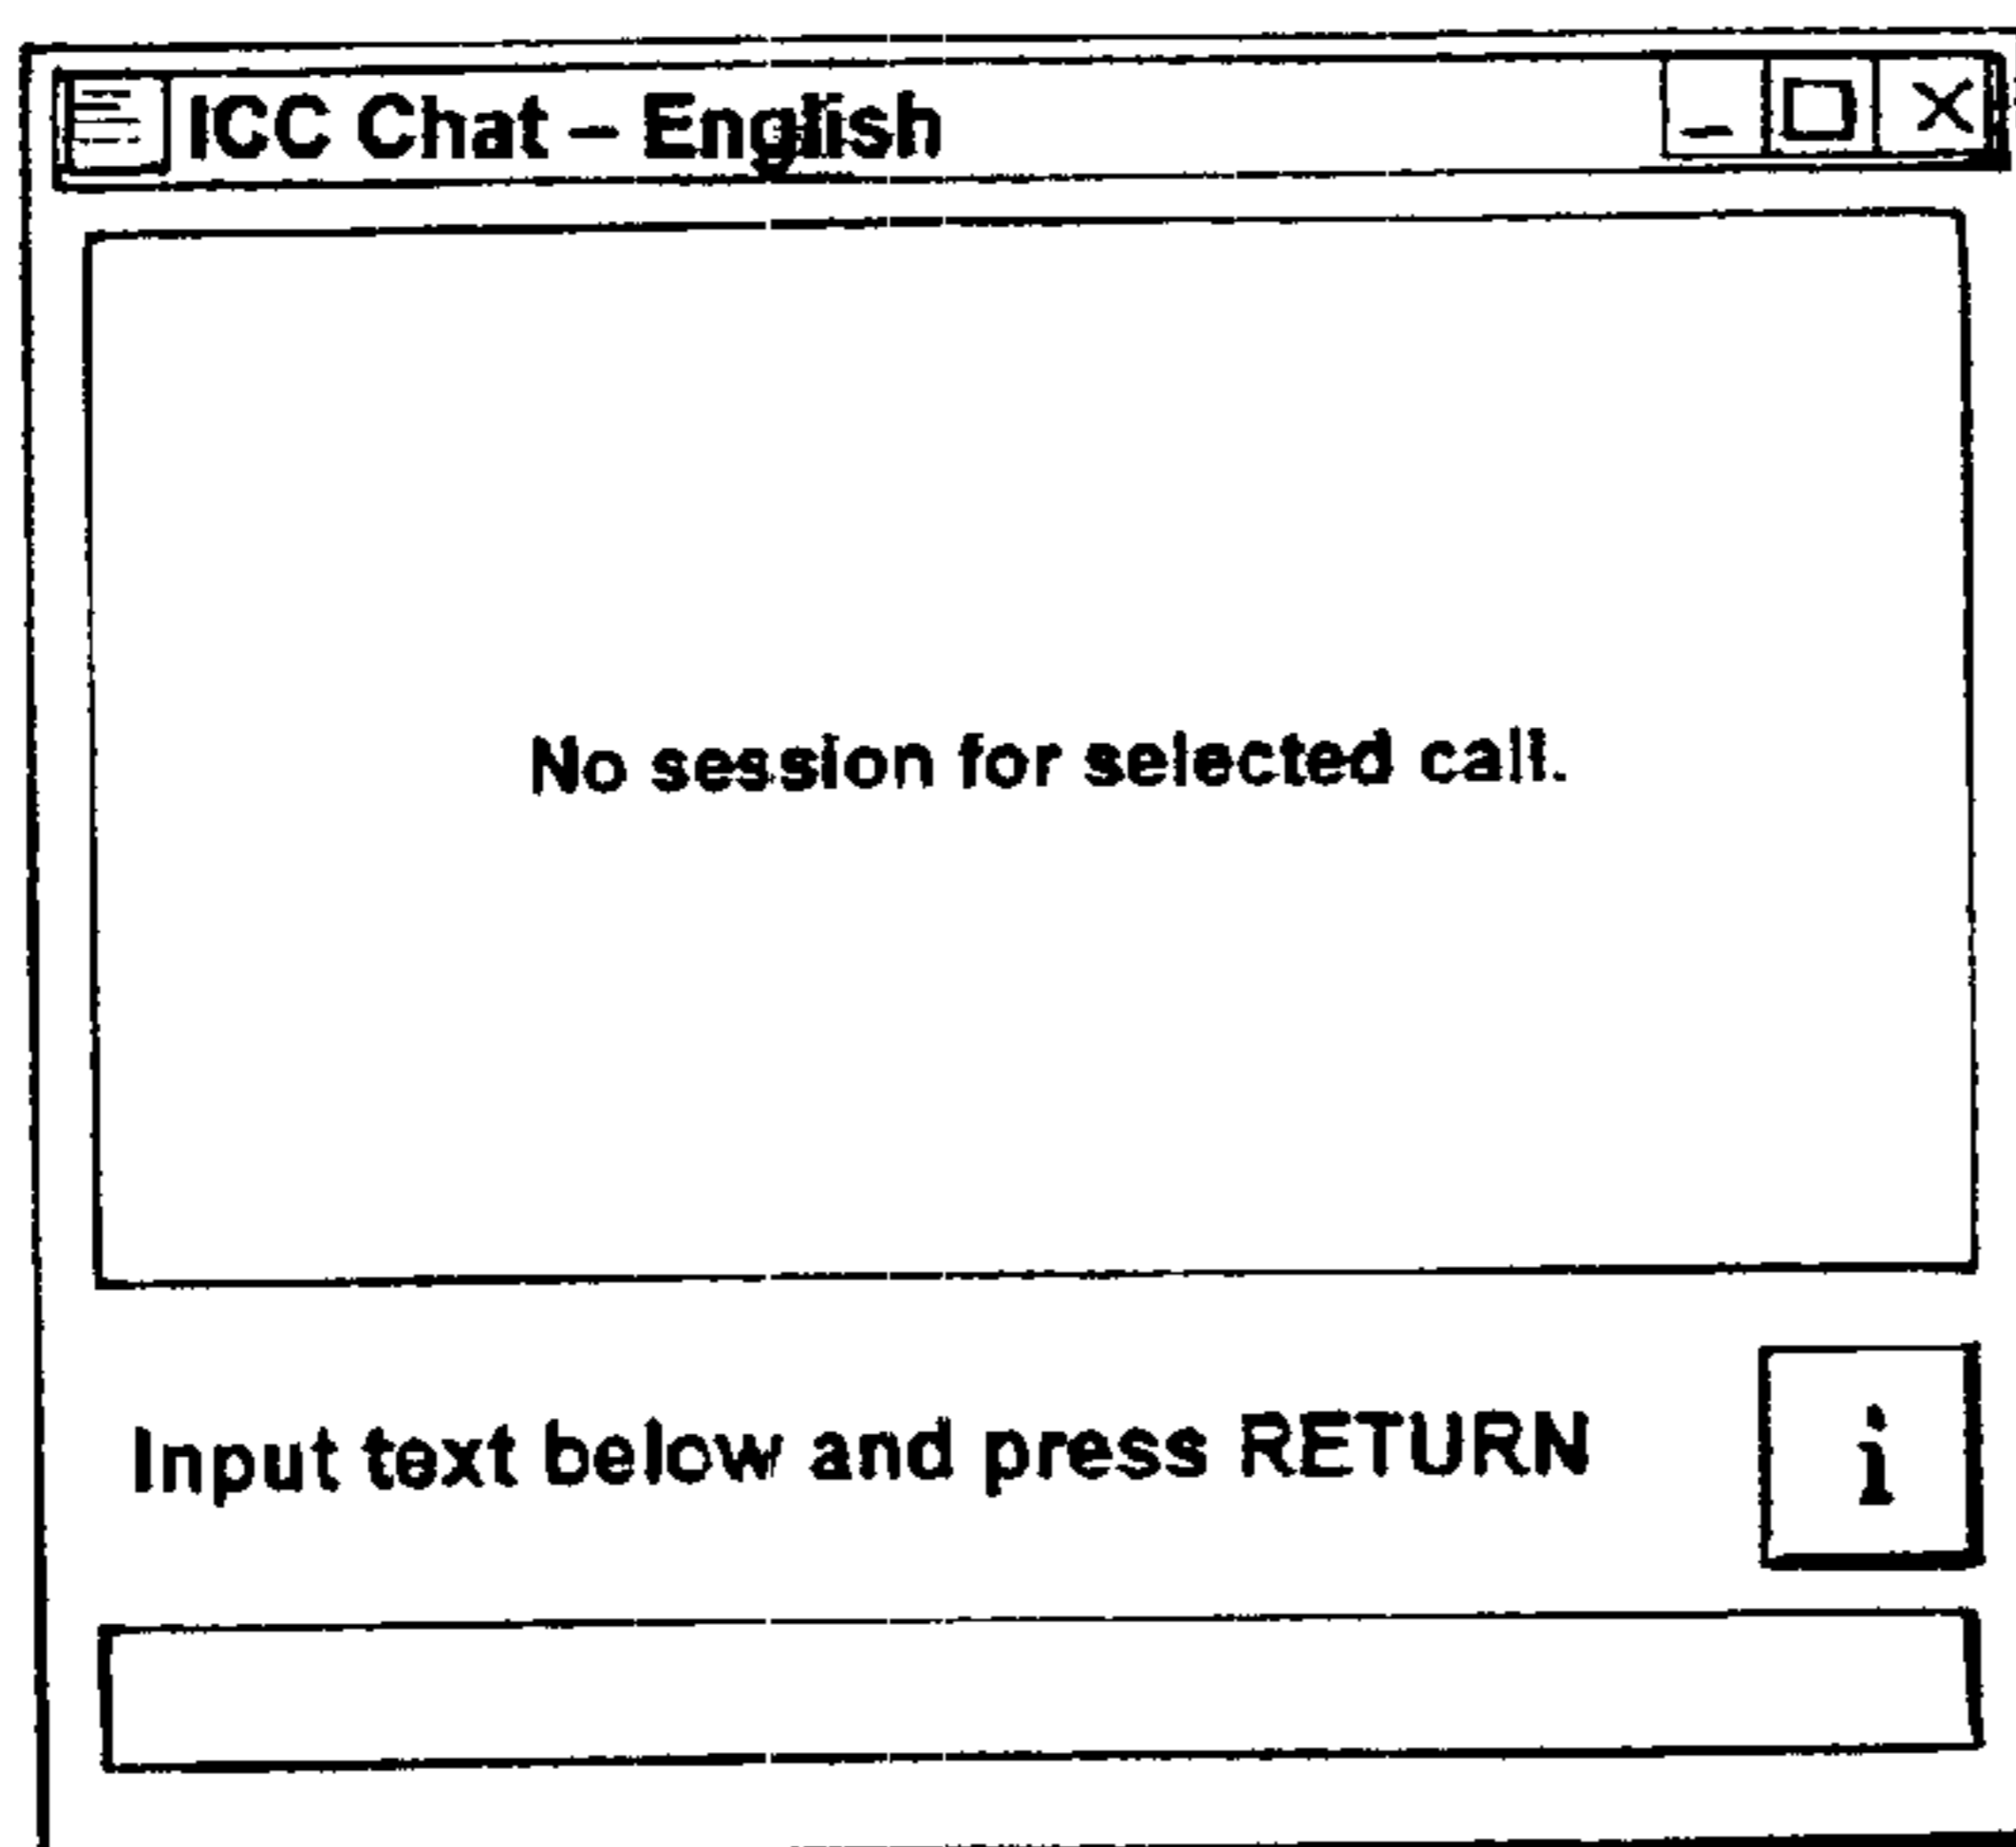 ICC Chat – English
No session for selected call.
Input text below and press RETURN
i